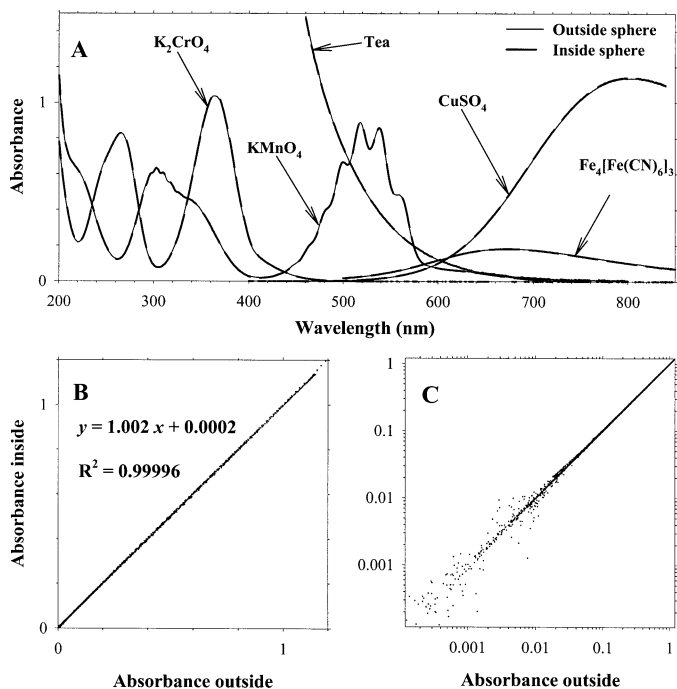 A
K₂CrO₄
Tea
Outside sphere
Inside sphere
KMnO₄
CuSO₄
Fe₄[Fe(CN)₆]₃
Absorbance
1
0
200 300 400 500 600 700 800
Wavelength (nm)
B
y = 1.002 x + 0.0002
R² = 0.99996
Absorbance inside
1
0
0 1
Absorbance outside
C
1
0.1
0.01
0.001
0.001 0.01 0.1 1
Absorbance outside